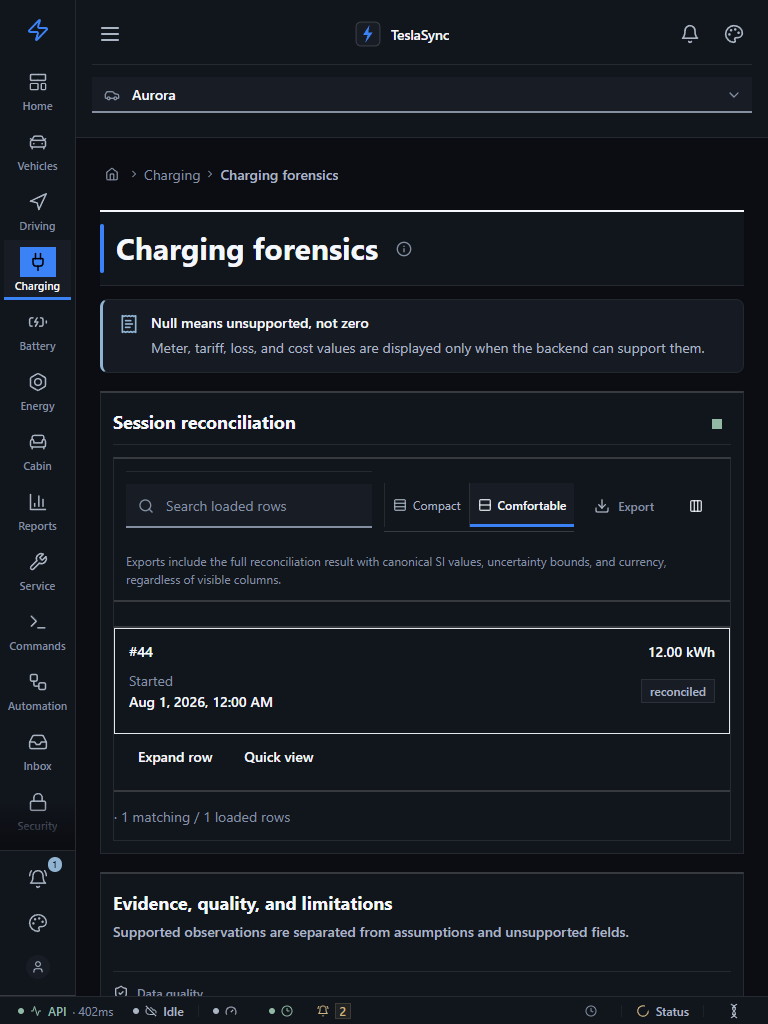 TeslaSync
Aurora
Home
Vehicles
Driving
Charging
Battery
Energy
Cabin
Reports
Service
Commands
Automation
Inbox
Security
1
Charging
Charging forensics
Charging forensics
Null means unsupported, not zero
Meter, tariff, loss, and cost values are displayed only when the backend can support them.
Session reconciliation
Search loaded rows
Compact
Comfortable
Export
Exports include the full reconciliation result with canonical SI values, uncertainty bounds, and currency,
regardless of visible columns.
#44
12.00 kWh
Started
Aug 1, 2026, 12:00 AM
reconciled
Expand row
Quick view
· 1 matching / 1 loaded rows
Evidence, quality, and limitations
Supported observations are separated from assumptions and unsupported fields.
Data quality
API · 402ms
Idle
2
Status